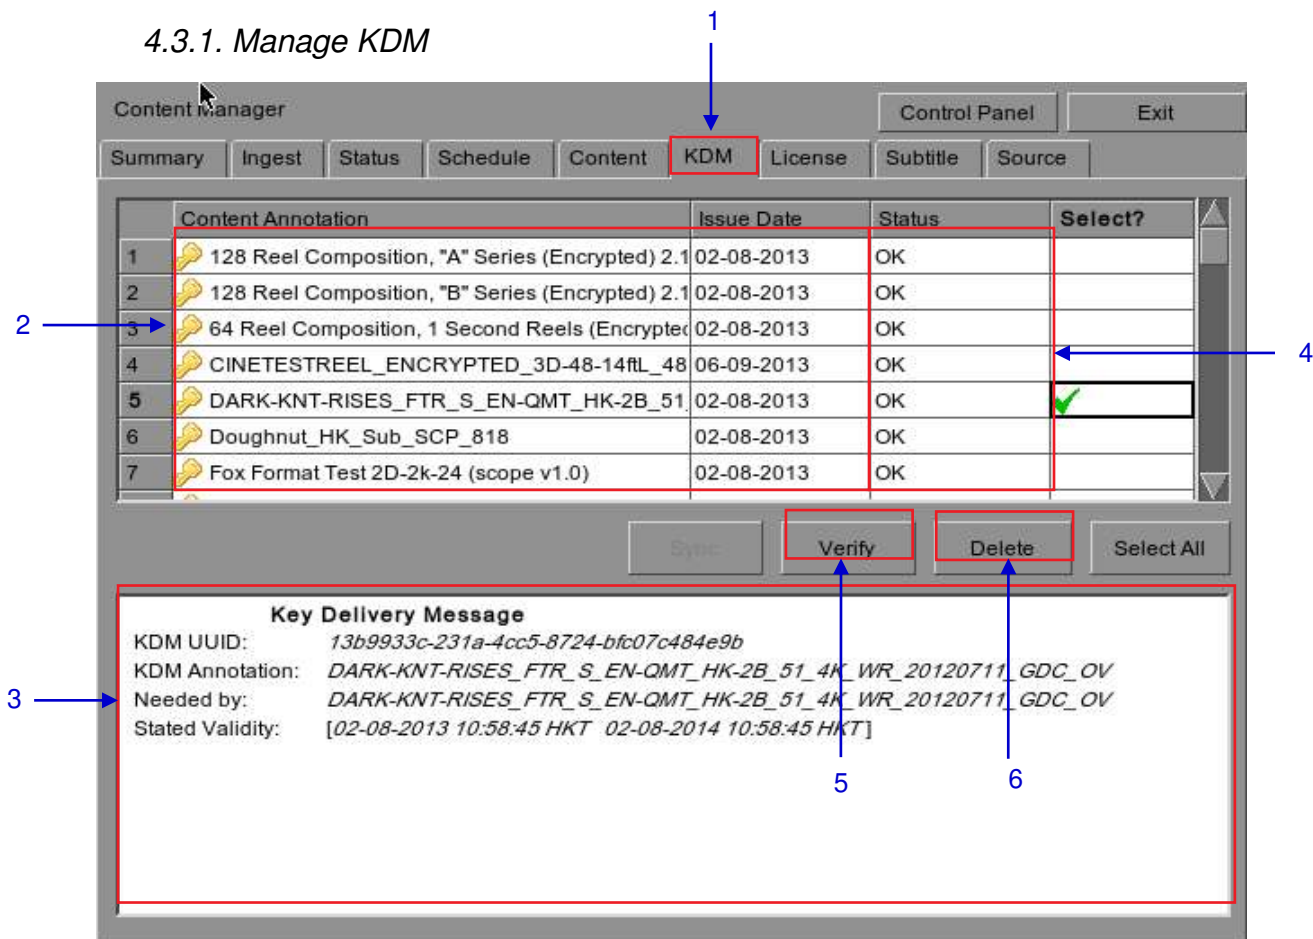 1
4.3.1. Manage KDM
Content Manager Control Panel Exit
Summary Ingest Status Schedule Content KDM License Subtitle Source
Content Annotation Issue Date Status Select?
1 128 Reel Composition, "A" Series (Encrypted) 2.1 02-08-2013 OK
2 128 Reel Composition, "B" Series (Encrypted) 2.1 02-08-2013 OK
2
3 64 Reel Composition, 1 Second Reels (Encrypted 02-08-2013 OK
4 CINETESTREEL_ENCRYPTED_3D-48-14ftL_48 06-09-2013 OK
4
5 DARK-KNT-RISES_FTR_S_EN-QMT_HK-2B_51_ 02-08-2013 OK
6 Doughnut_HK_Sub_SCP_818 02-08-2013 OK
7 Fox Format Test 2D-2k-24 (scope v1.0) 02-08-2013 OK
Sync Verify Delete Select All
Key Delivery Message
KDM UUID: 13b9933c-231a-4cc5-8724-bfc07c484e9b
KDM Annotation: DARK-KNT-RISES_FTR_S_EN-QMT_HK-2B_51_4K_WR_20120711_GDC_OV
3
Needed by: DARK-KNT-RISES_FTR_S_EN-QMT_HK-2B_51_4K_WR_20120711_GDC_OV
Stated Validity: [02-08-2013 10:58:45 HKT 02-08-2014 10:58:45 HKT]
5 6